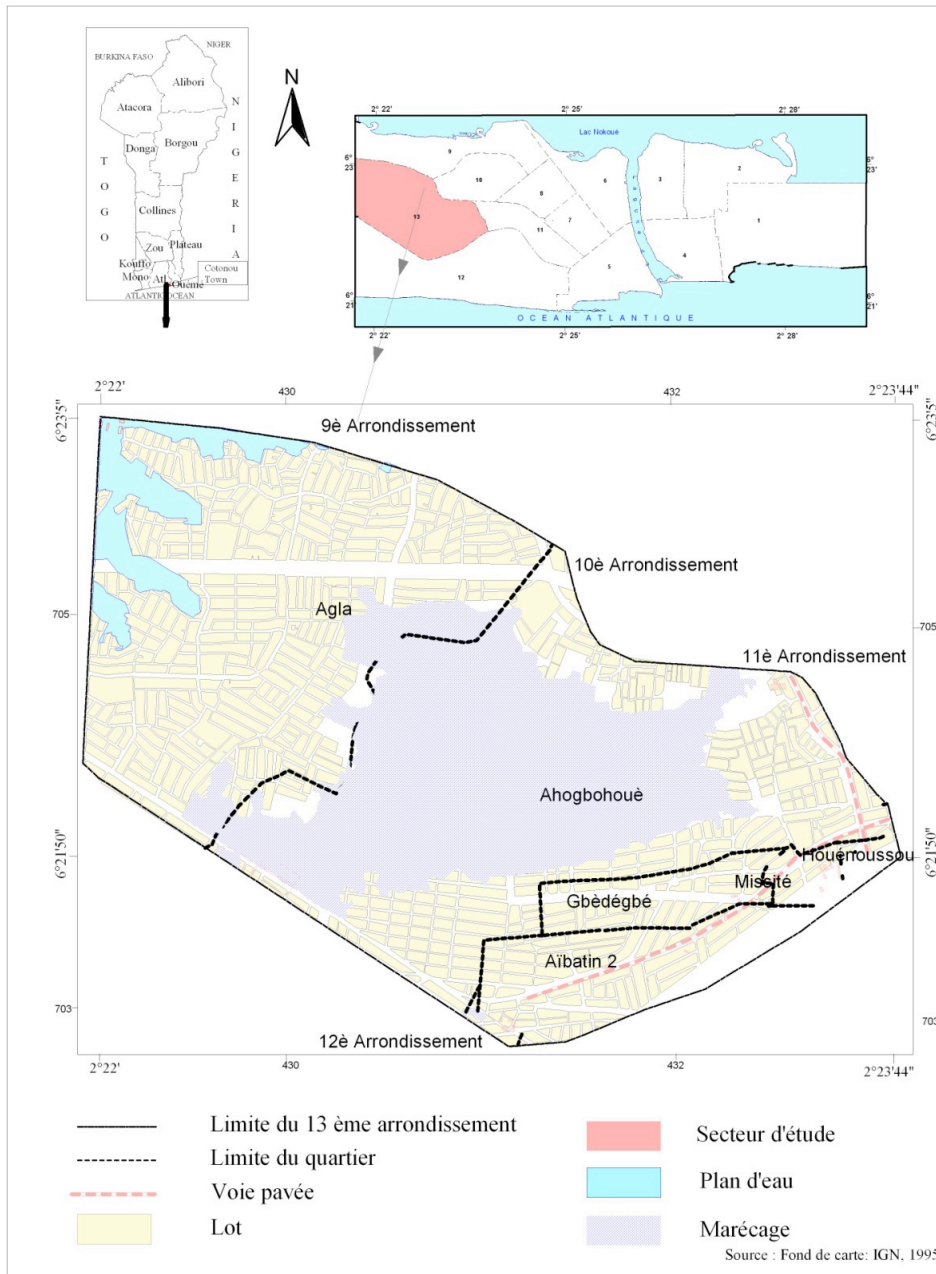 BURKINA FASO
NIGER
Alibori
Atacora
Borgou
Donga
TOGO
NIGERIA
Collines
Zou
Plateau
Kouffo
Mono
Atl
Oueme
Cotonou
Town
ATLANTIC OCEAN
N
2° 22'
2° 25'
2° 28'
6°
23'
6°
23'
Lac Nokoué
9
10
8
6
3
2
13
7
11
1
12
5
4
6°
21'
6°
21'
OCEAN ATLANTIQUE
2° 22'
2° 25'
2° 28'
2°22'
430
432
2°23'44"
6°23'5"
6°23'5"
9è Arrondissement
10è Arrondissement
705
Agla
705
11è Arrondissement
Ahogbohouè
6°21'50"
6°21'50"
Houénoussou
Missité
Gbèdégbé
Aïbatin 2
703
703
12è Arrondissement
2°22'
430
432
2°23'44"
Limite du 13 ème arrondissement
Limite du quartier
Voie pavée
Lot
Secteur d'étude
Plan d'eau
Marécage
Source : Fond de carte: IGN, 1995